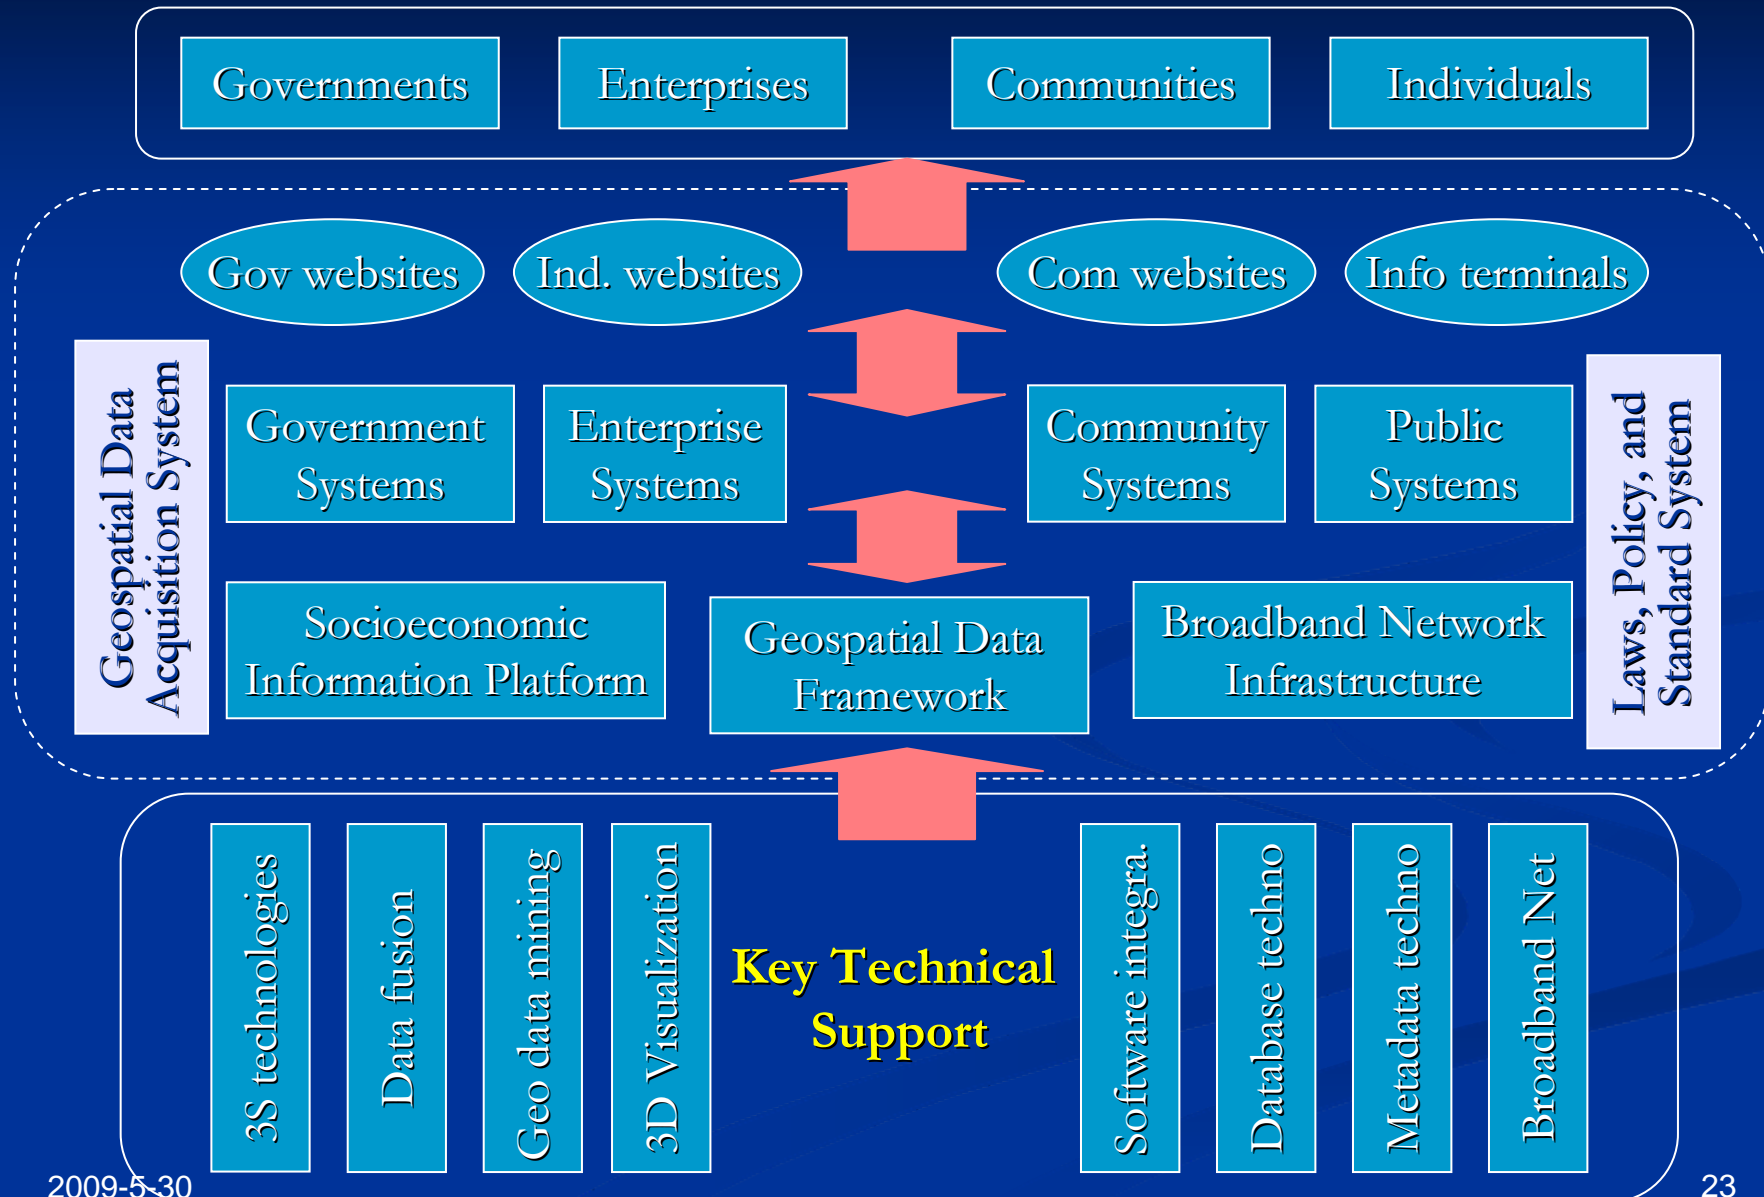 Governments
Enterprises
Communities
Individuals
Gov websites
Ind. websites
Com websites
Info terminals
Geospatial Data
Acquisition System
Government
Systems
Enterprise
Systems
Community
Systems
Public
Systems
Laws, Policy, and
Standard System
Socioeconomic
Information Platform
Geospatial Data
Framework
Broadband Network
Infrastructure
3S technologies
Data fusion
Geo data mining
3D Visualization
Key Technical
Support
Software integra.
Database techno
Metadata techno
Broadband Net
2009-5-30
23